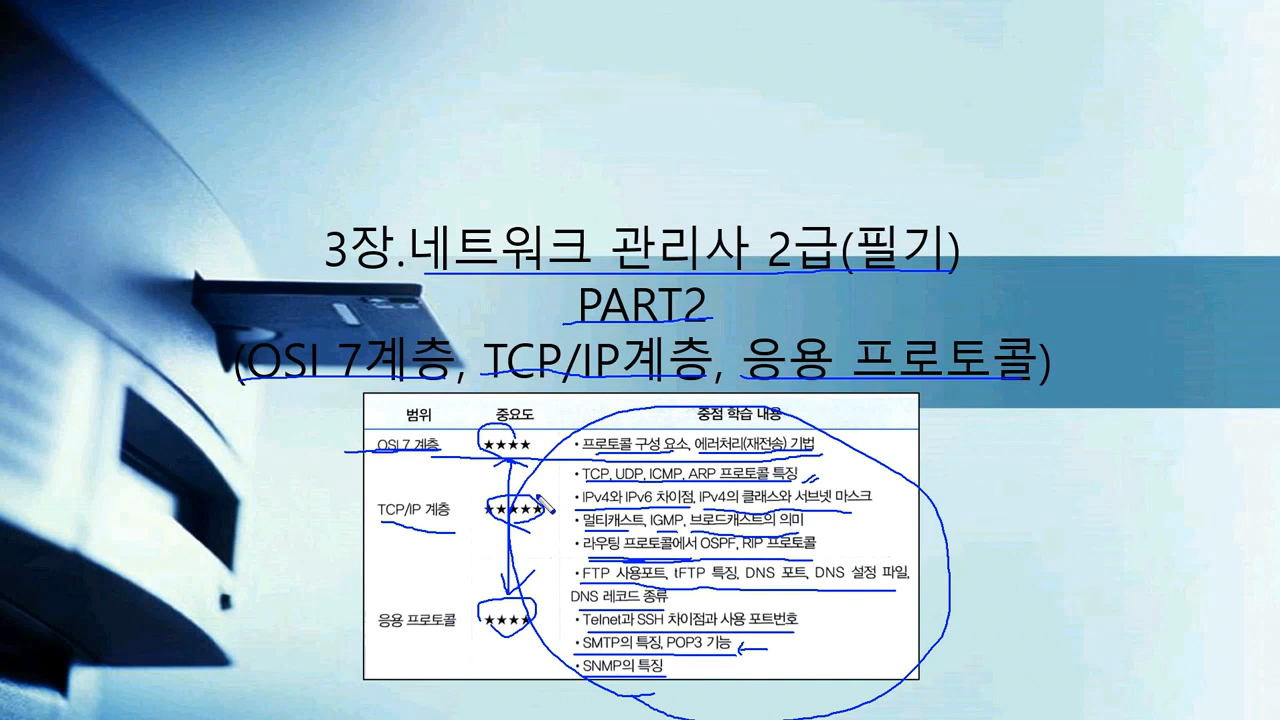 3장.네트워크 관리사 2급(필기)
PART2
(OSI 7계층, TCP/IP계층, 응용 프로토콜)
범위 중요도 중점 학습 내용
OSI 7 계층 ★★★★ • 프로토콜 구성 요소, 에러처리(재전송) 기법
• TCP, UDP, ICMP, ARP 프로토콜 특징
• IPv4와 IPv6 차이점, IPv4의 클래스와 서브넷 마스크
TCP/IP 계층 ★★★★★
• 멀티캐스트, IGMP, 브로드캐스트의 의미
• 라우팅 프로토콜에서 OSPF, RIP 프로토콜
• FTP 사용포트, tFTP 특징, DNS 포트, DNS 설정 파일,
DNS 레코드 종류
응용 프로토콜 ★★★★ • Telnet과 SSH 차이점과 사용 포트번호
• SMTP의 특징, POP3 기능
• SNMP의 특징